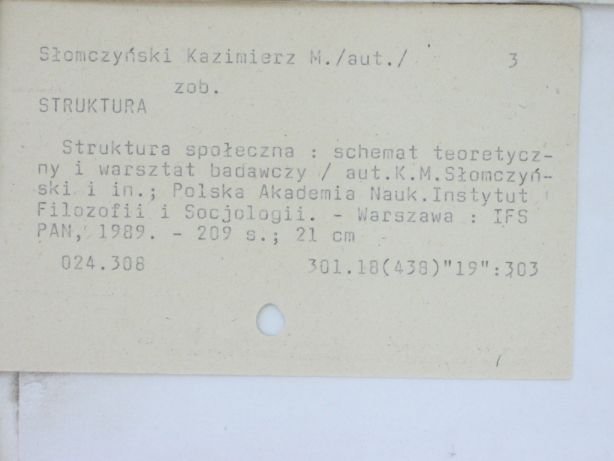 Słomczyński Kazimierz M./aut./ 3
zob.
STRUKTURA
Struktura społeczna : schemat teoretycz-
ny i warsztat badawczy / aut.K.M.Słomczyń-
ski i in.; Polska Akademia Nauk.Instytut
Filozofii i Socjologii. - Warszawa : IFS
PAN, 1989. - 209 s.; 21 cm
024.308 301.18(438)"19":303